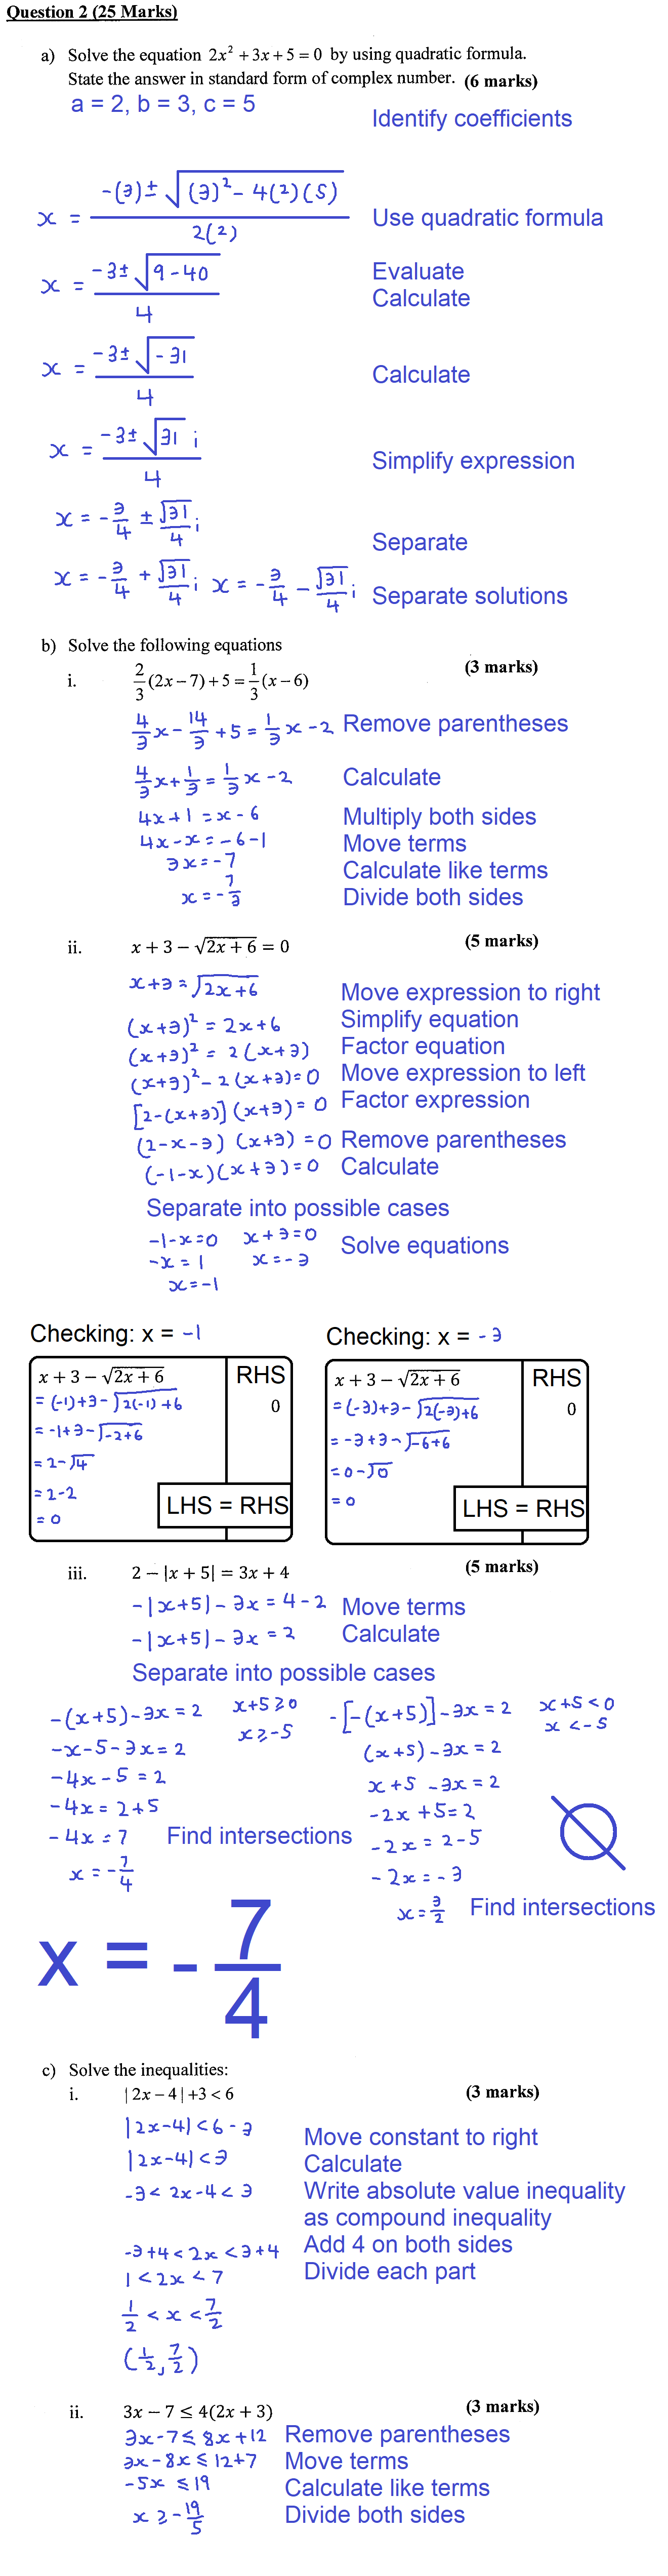 Question 2 (25 Marks)
a) Solve the equation 2x² + 3x + 5 = 0 by using quadratic formula.
State the answer in standard form of complex number. (6 marks)
a = 2, b = 3, c = 5
Identify coefficients
x = (-(3) ± √((3)² - 4(2)(5))) / 2(2) Use quadratic formula
x = (-3 ± √(9 - 40)) / 4 Evaluate
Calculate
x = (-3 ± √(-31)) / 4 Calculate
x = (-3 ± √31 i) / 4 Simplify expression
x = -3/4 ± √31/4 i Separate
x = -3/4 + √31/4 i x = -3/4 - √31/4 i Separate solutions
b) Solve the following equations
i. 2/3 (2x - 7) + 5 = 1/3 (x - 6) (3 marks)
4/3 x - 14/3 + 5 = 1/3 x - 2 Remove parentheses
4/3 x + 1/3 = 1/3 x - 2 Calculate
4x + 1 = x - 6 Multiply both sides
4x - x = -6 - 1 Move terms
3x = -7 Calculate like terms
x = -7/3 Divide both sides
ii. x + 3 - √(2x + 6) = 0 (5 marks)
x + 3 = √(2x + 6) Move expression to right
(x + 3)² = 2x + 6 Simplify equation
(x + 3)² = 2(x + 3) Factor equation
(x + 3)² - 2(x + 3) = 0 Move expression to left
[2 - (x + 3)](x + 3) = 0 Factor expression
(2 - x - 3)(x + 3) = 0 Remove parentheses
(-1 - x)(x + 3) = 0 Calculate
Separate into possible cases
-1 - x = 0 x + 3 = 0 Solve equations
-x = 1 x = -3
x = -1
Checking: x = -1
x + 3 - √(2x + 6) RHS
= (-1) + 3 - √(2(-1) + 6) 0
= -1 + 3 - √(-2 + 6)
= 2 - √4
= 2 - 2
= 0
LHS = RHS
Checking: x = -3
x + 3 - √(2x + 6) RHS
= (-3) + 3 - √(2(-3) + 6) 0
= -3 + 3 - √(-6 + 6)
= 0 - √0
= 0
LHS = RHS
iii. 2 - |x + 5| = 3x + 4 (5 marks)
-|x + 5| - 3x = 4 - 2 Move terms
-|x + 5| - 3x = 2 Calculate
Separate into possible cases
-(x + 5) - 3x = 2 x + 5 ≥ 0
x ≥ -5
-x - 5 - 3x = 2
-4x - 5 = 2
-4x = 2 + 5
-4x = 7 Find intersections
x = -7/4
-[-(x + 5)] - 3x = 2 x + 5 < 0
x < -5
(x + 5) - 3x = 2
x + 5 - 3x = 2
-2x + 5 = 2
-2x = 2 - 5
-2x = -3
x = 3/2 Find intersections
∅
x = -7/4
c) Solve the inequalities:
i. |2x - 4| + 3 < 6 (3 marks)
|2x - 4| < 6 - 3 Move constant to right
|2x - 4| < 3 Calculate
-3 < 2x - 4 < 3 Write absolute value inequality
as compound inequality
-3 + 4 < 2x < 3 + 4 Add 4 on both sides
1 < 2x < 7 Divide each part
1/2 < x < 7/2
(1/2, 7/2)
ii. 3x - 7 ≤ 4(2x + 3) (3 marks)
3x - 7 ≤ 8x + 12 Remove parentheses
3x - 8x ≤ 12 + 7 Move terms
-5x ≤ 19 Calculate like terms
x ≥ -19/5 Divide both sides